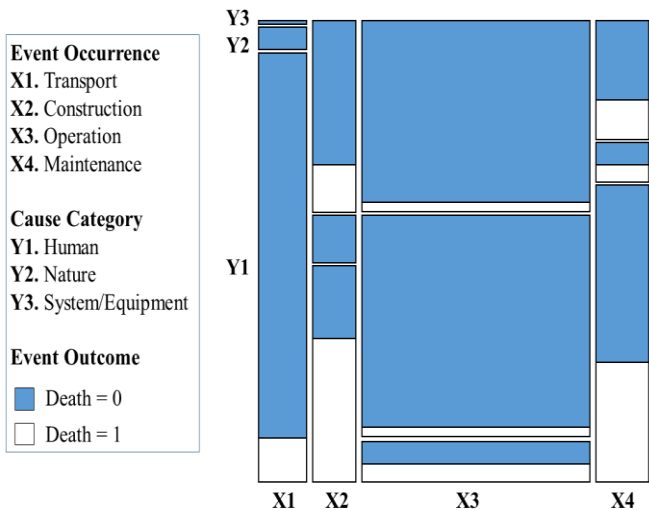 Event Occurrence
X1. Transport
X2. Construction
X3. Operation
X4. Maintenance
Cause Category
Y1. Human
Y2. Nature
Y3. System/Equipment
Event Outcome
Death = 0
Death = 1
Y3
Y2
Y1
X1 X2 X3 X4